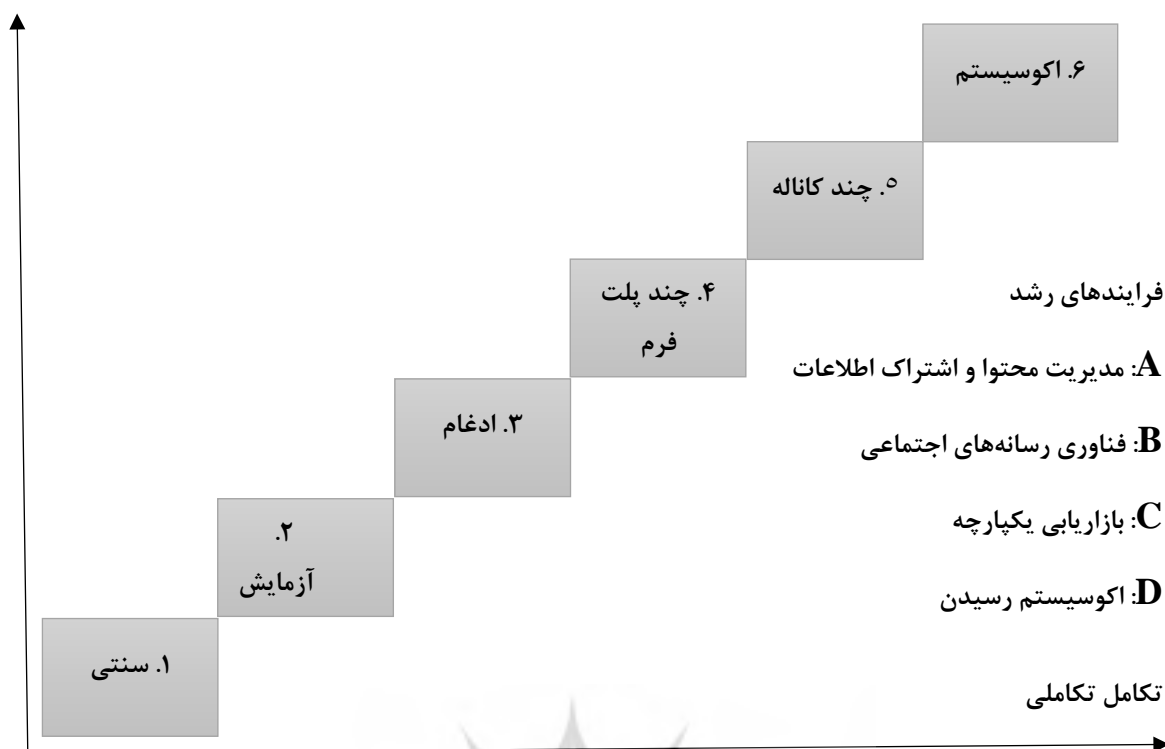 ۶. اکوسیستم
۵. چند کاناله
۴. چند پلت
فرم
۳. ادغام
۲.
آزمایش
۱. سنتی
فرایندهای رشد
A: مدیریت محتوا و اشتراک اطلاعات
B: فناوری رسانه‌های اجتماعی
C: بازاریابی یکپارچه
D: اکوسیستم رسیدن
تکامل تکاملی